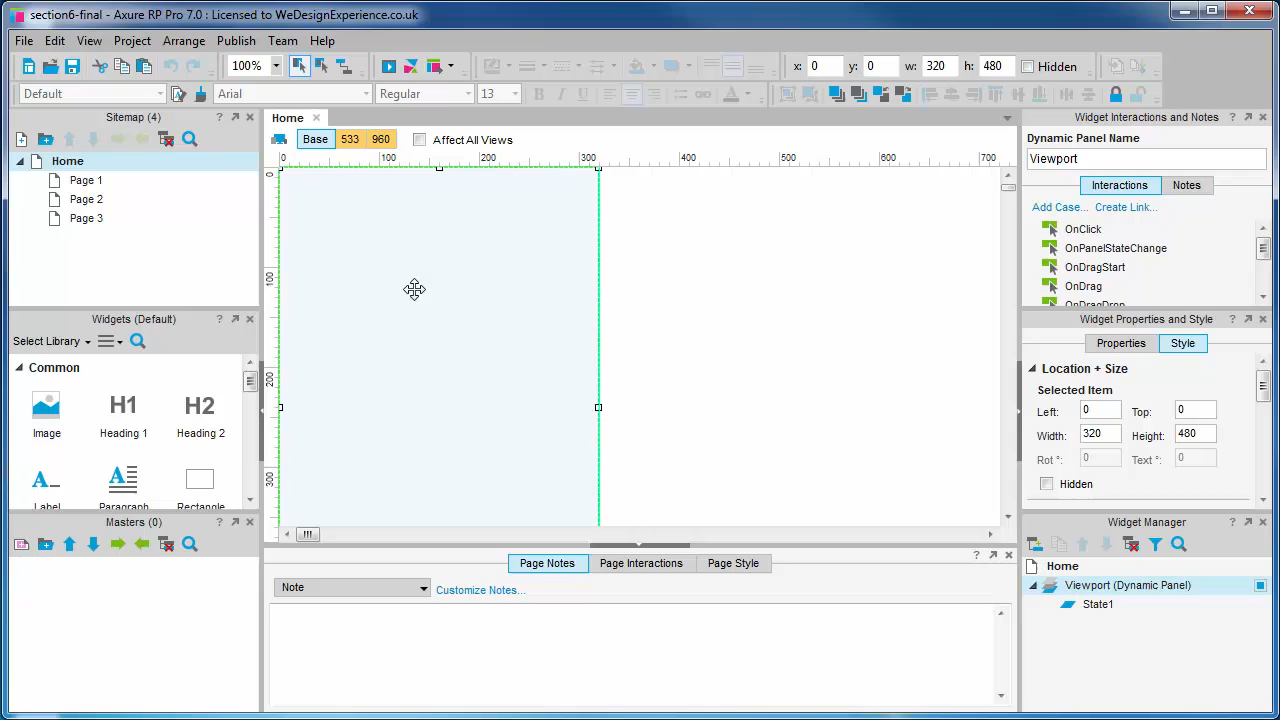 section6-final - Axure RP Pro 7.0 : Licensed to WeDesignExperience.co.uk
File Edit View Project Arrange Publish Team Help
100% x: 0 y: 0 w: 320 h: 480 Hidden
Default Arial Regular 13 B I U A
Sitemap (4) ?
Home
Page 1
Page 2
Page 3
Widgets (Default) ?
Select Library
Common
Image
H1
Heading 1
H2
Heading 2
A
Label
A
Paragraph
Rectangle
Masters (0) ?
Home
Base 533 960 Affect All Views
0 100 200 300 400 500 600 700
0
100
200
300
Page Notes Page Interactions Page Style ?
Note Customize Notes...
Widget Interactions and Notes ?
Dynamic Panel Name
Viewport
Interactions Notes
Add Case... Create Link...
OnClick
OnPanelStateChange
OnDragStart
OnDrag
OnDragDrop
Widget Properties and Style ?
Properties Style
Location + Size
Selected Item
Left: 0 Top: 0
Width: 320 Height: 480
Rot °: 0 Text °: 0
Hidden
Widget Manager ?
Home
Viewport (Dynamic Panel)
State1